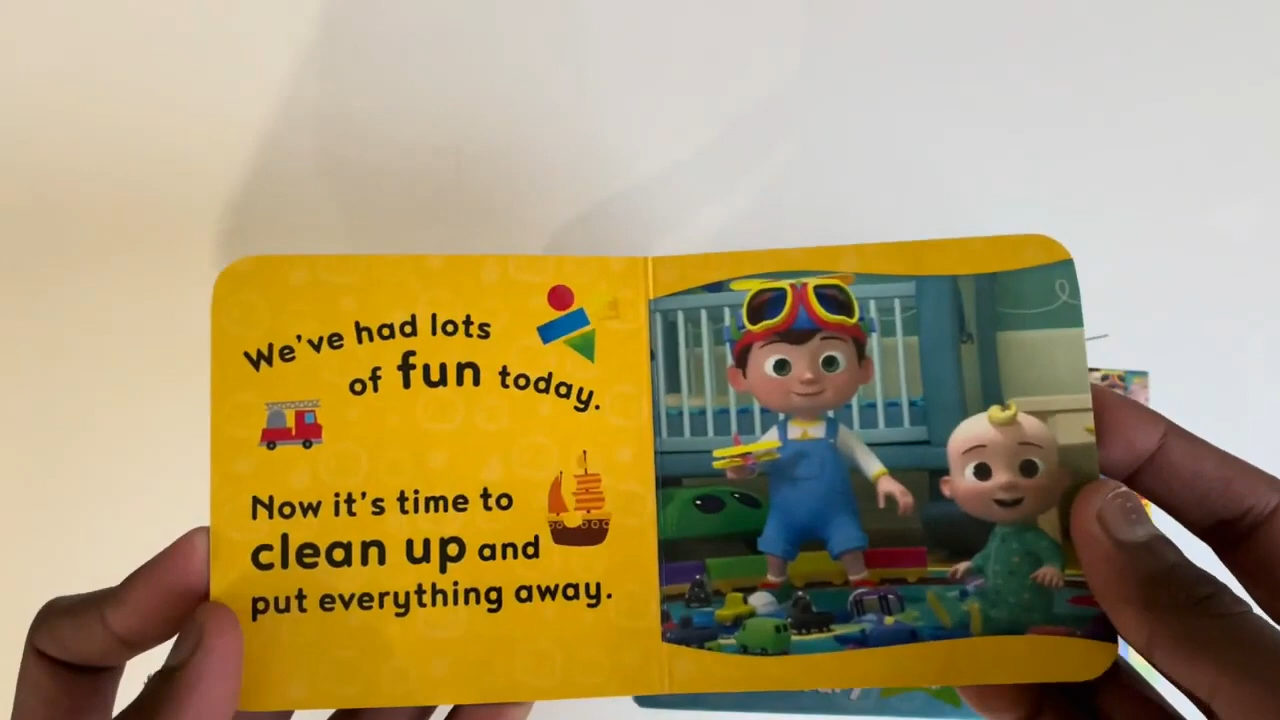 We've had lots
of fun today.
Now it's time to
clean up and
put everything away.